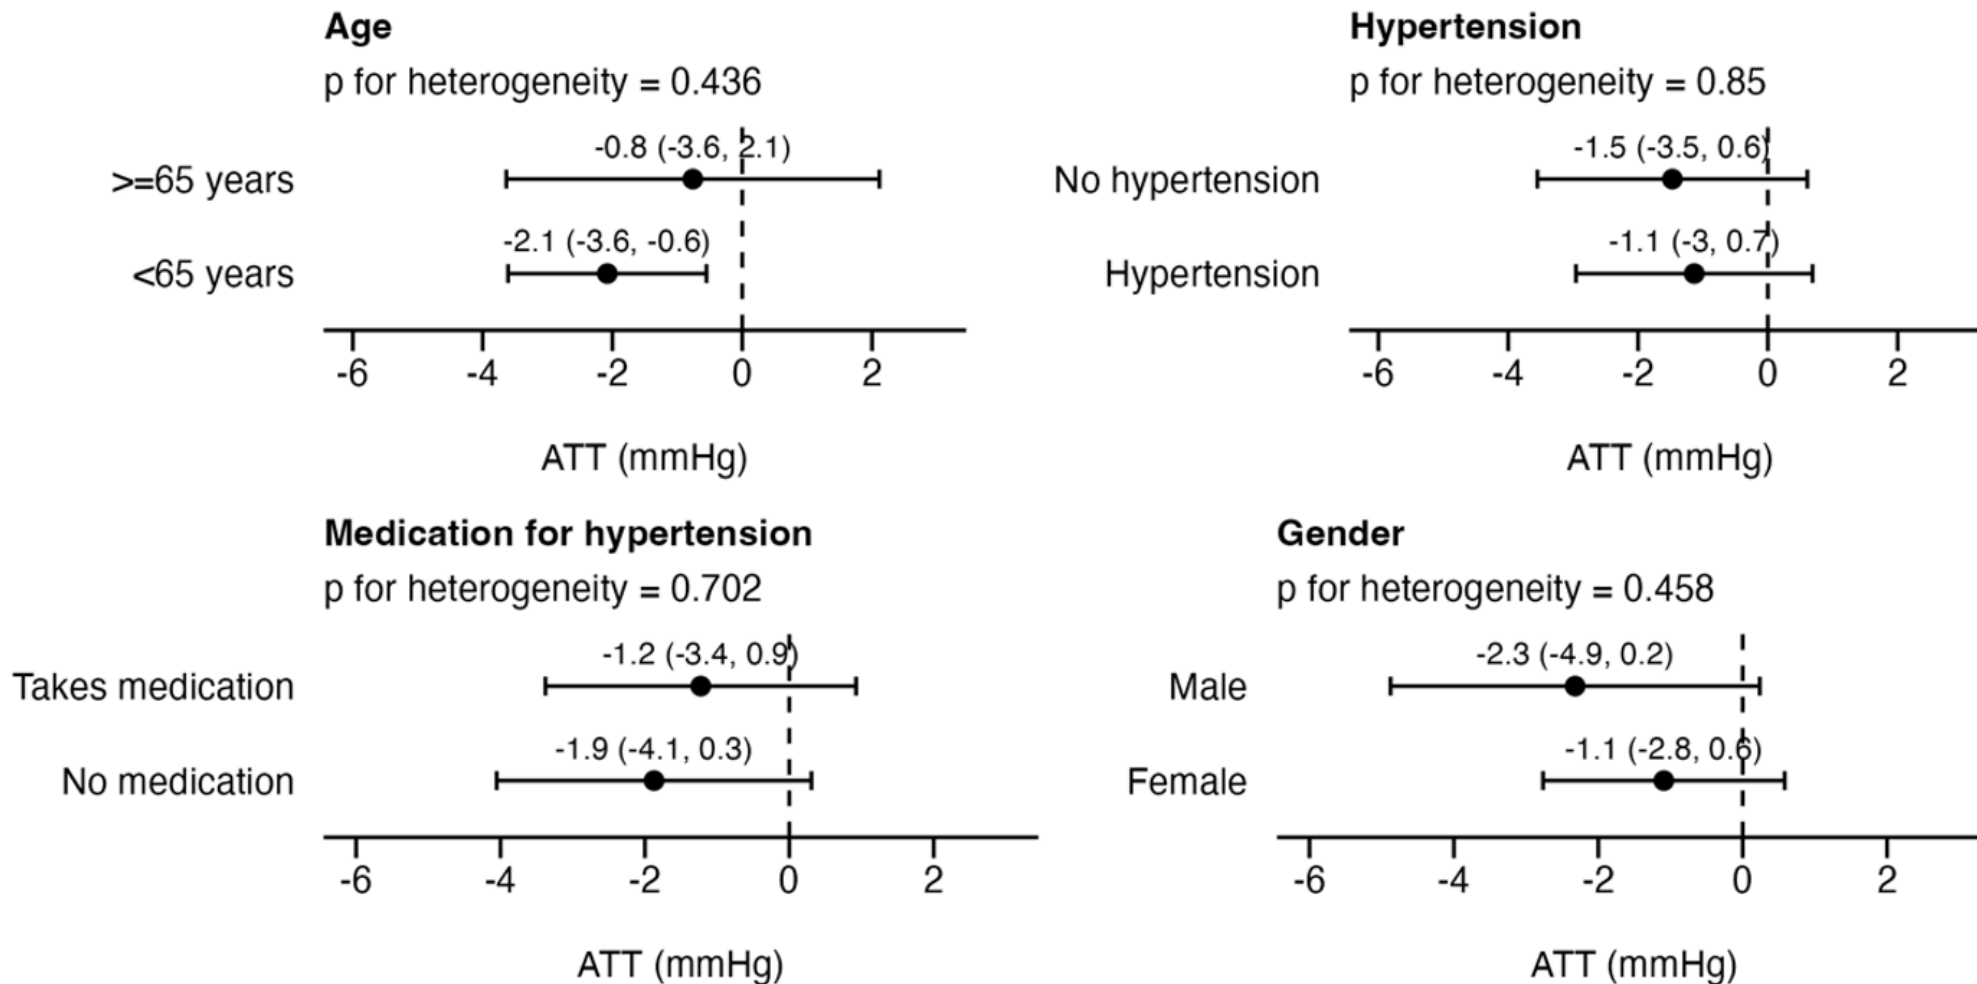 Age
p for heterogeneity = 0.436
>=65 years
-0.8 (-3.6, 2.1)
<65 years
-2.1 (-3.6, -0.6)
-6 -4 -2 0 2
ATT (mmHg)
Hypertension
p for heterogeneity = 0.85
No hypertension
-1.5 (-3.5, 0.6)
Hypertension
-1.1 (-3, 0.7)
-6 -4 -2 0 2
ATT (mmHg)
Medication for hypertension
p for heterogeneity = 0.702
Takes medication
-1.2 (-3.4, 0.9)
No medication
-1.9 (-4.1, 0.3)
-6 -4 -2 0 2
ATT (mmHg)
Gender
p for heterogeneity = 0.458
Male
-2.3 (-4.9, 0.2)
Female
-1.1 (-2.8, 0.6)
-6 -4 -2 0 2
ATT (mmHg)